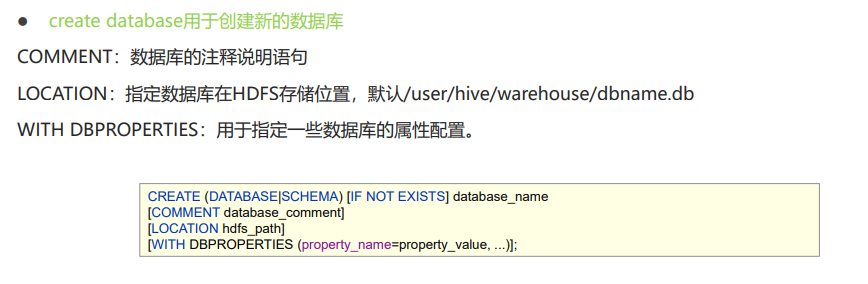 ● create database用于创建新的数据库
COMMENT：数据库的注释说明语句
LOCATION：指定数据库在HDFS存储位置，默认/user/hive/warehouse/dbname.db
WITH DBPROPERTIES：用于指定一些数据库的属性配置。
CREATE (DATABASE|SCHEMA) [IF NOT EXISTS] database_name
[COMMENT database_comment]
[LOCATION hdfs_path]
[WITH DBPROPERTIES (property_name=property_value, ...)];